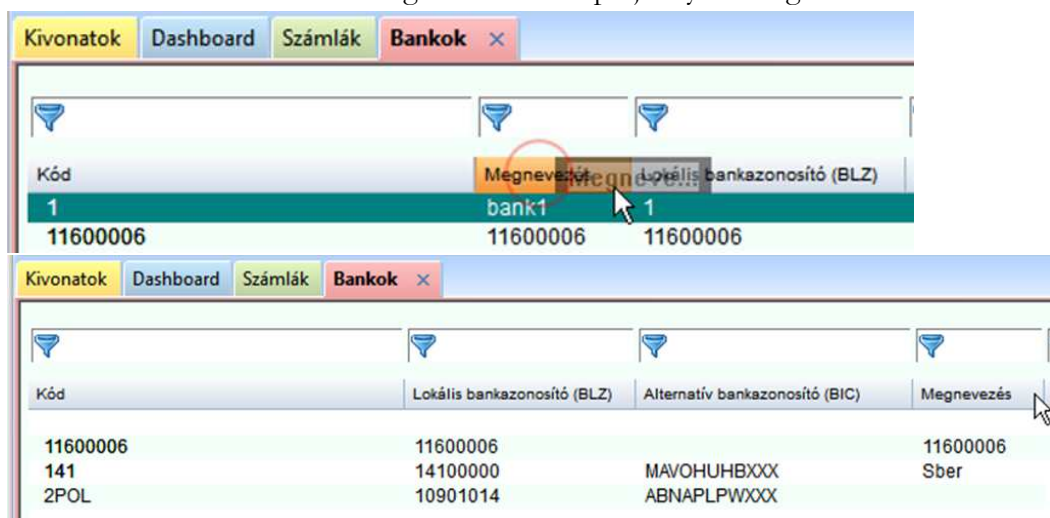 Kivonatok Dashboard Számlák Bankok ×
Kód Megnevezés Megneve... Lokális bankazonosító (BLZ)
1 bank1 1
11600006 11600006 11600006
Kivonatok Dashboard Számlák Bankok ×
Kód Lokális bankazonosító (BLZ) Alternatív bankazonosító (BIC) Megnevezés
11600006 11600006 11600006
141 14100000 MAVOHUHBXXX Sber
2POL 10901014 ABNAPLPWXXX